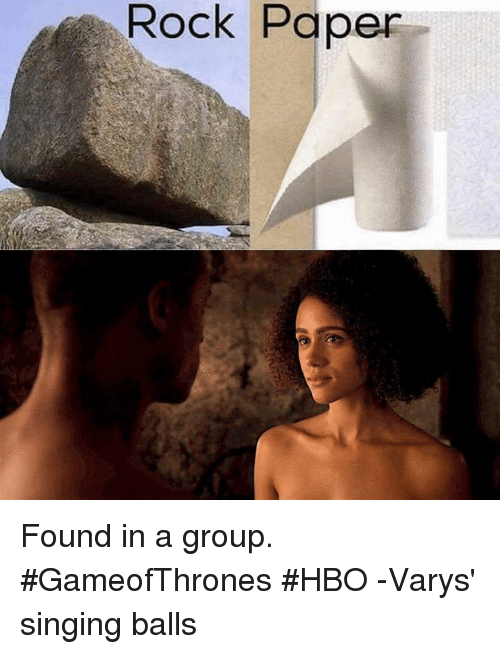 Rock Paper
Found in a group.
#GameofThrones #HBO -Varys'
singing balls